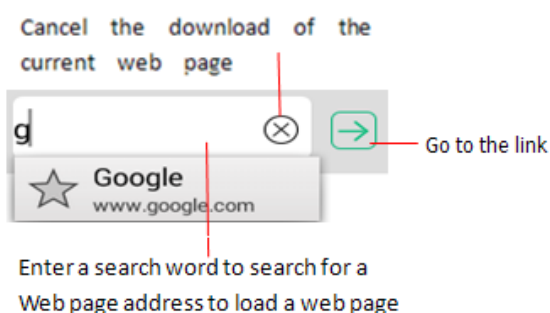 Cancel the download of the
current web page
g
Go to the link
Google
www.google.com
Enter a search word to search for a
Web page address to load a web page